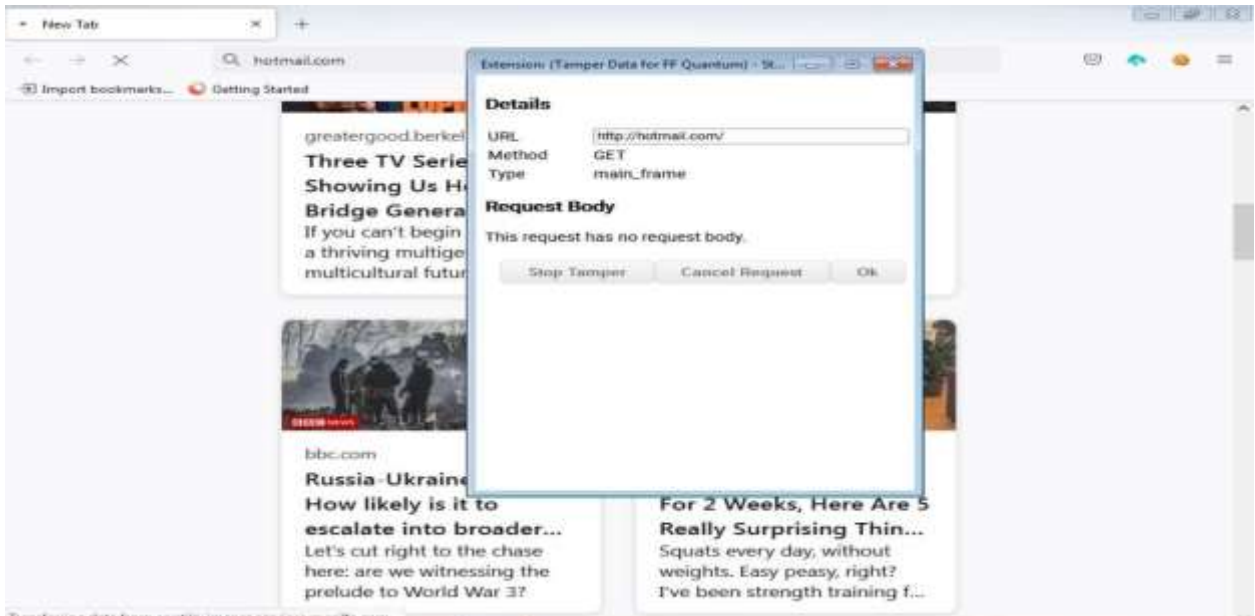 New Tab
hotmail.com
Import bookmarks...
Getting Started
Extension: (Tamper Data for FF Quantum) - St...
Details
URL http://hotmail.com/
Method GET
Type main_frame
Request Body
This request has no request body.
Stop Tamper Cancel Request Ok
greatergood.berkel
Three TV Serie
Showing Us H
Bridge Genera
If you can't begin
a thriving multige
multicultural futur
BBC NEWS
bbc.com
Russia-Ukraine
How likely is it to
escalate into broader...
Let's cut right to the chase
here: are we witnessing the
prelude to World War 3?
For 2 Weeks, Here Are 5
Really Surprising Thin...
Squats every day, without
weights. Easy peasy, right?
I've been strength training f...